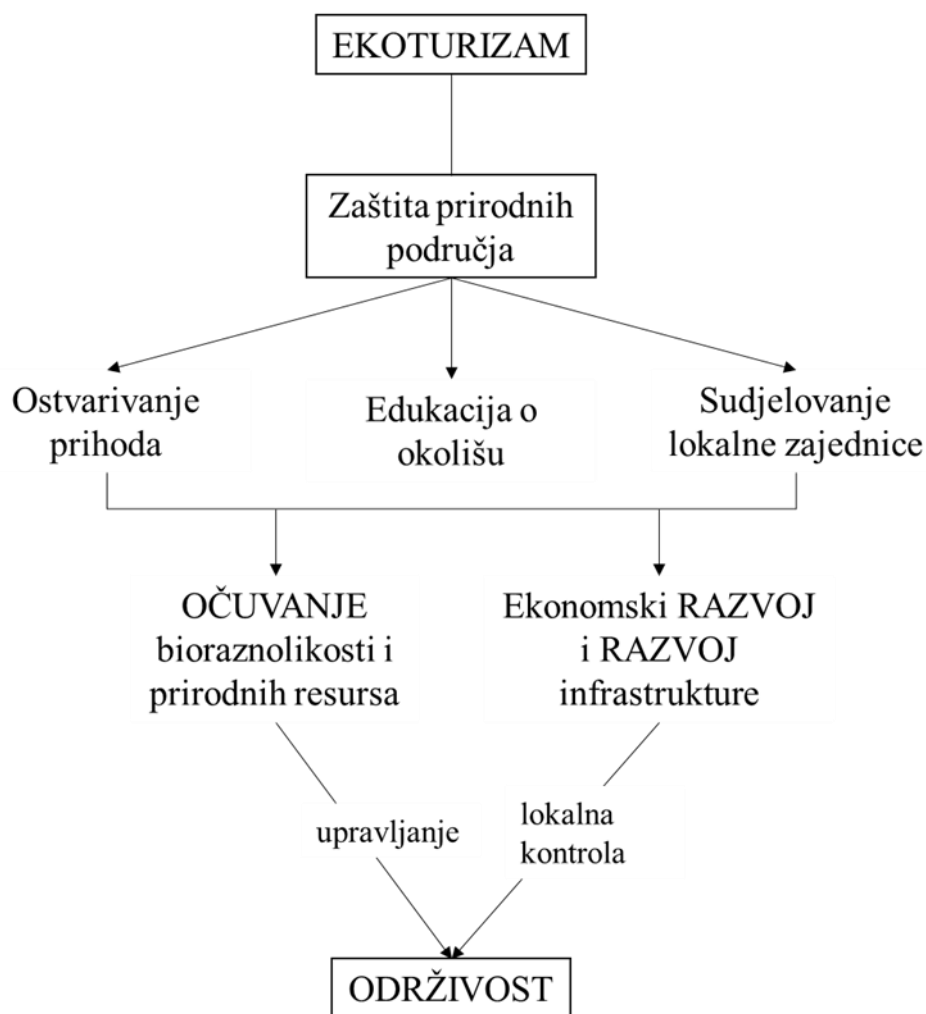 EKOTURIZAM
Zaštita prirodnih
područja
Ostvarivanje
prihoda
Edukacija o
okolišu
Sudjelovanje
lokalne zajednice
OČUVANJE
bioraznolikosti i
prirodnih resursa
Ekonomski RAZVOJ
i RAZVOJ
infrastrukture
upravljanje
lokalna
kontrola
ODRŽIVOST